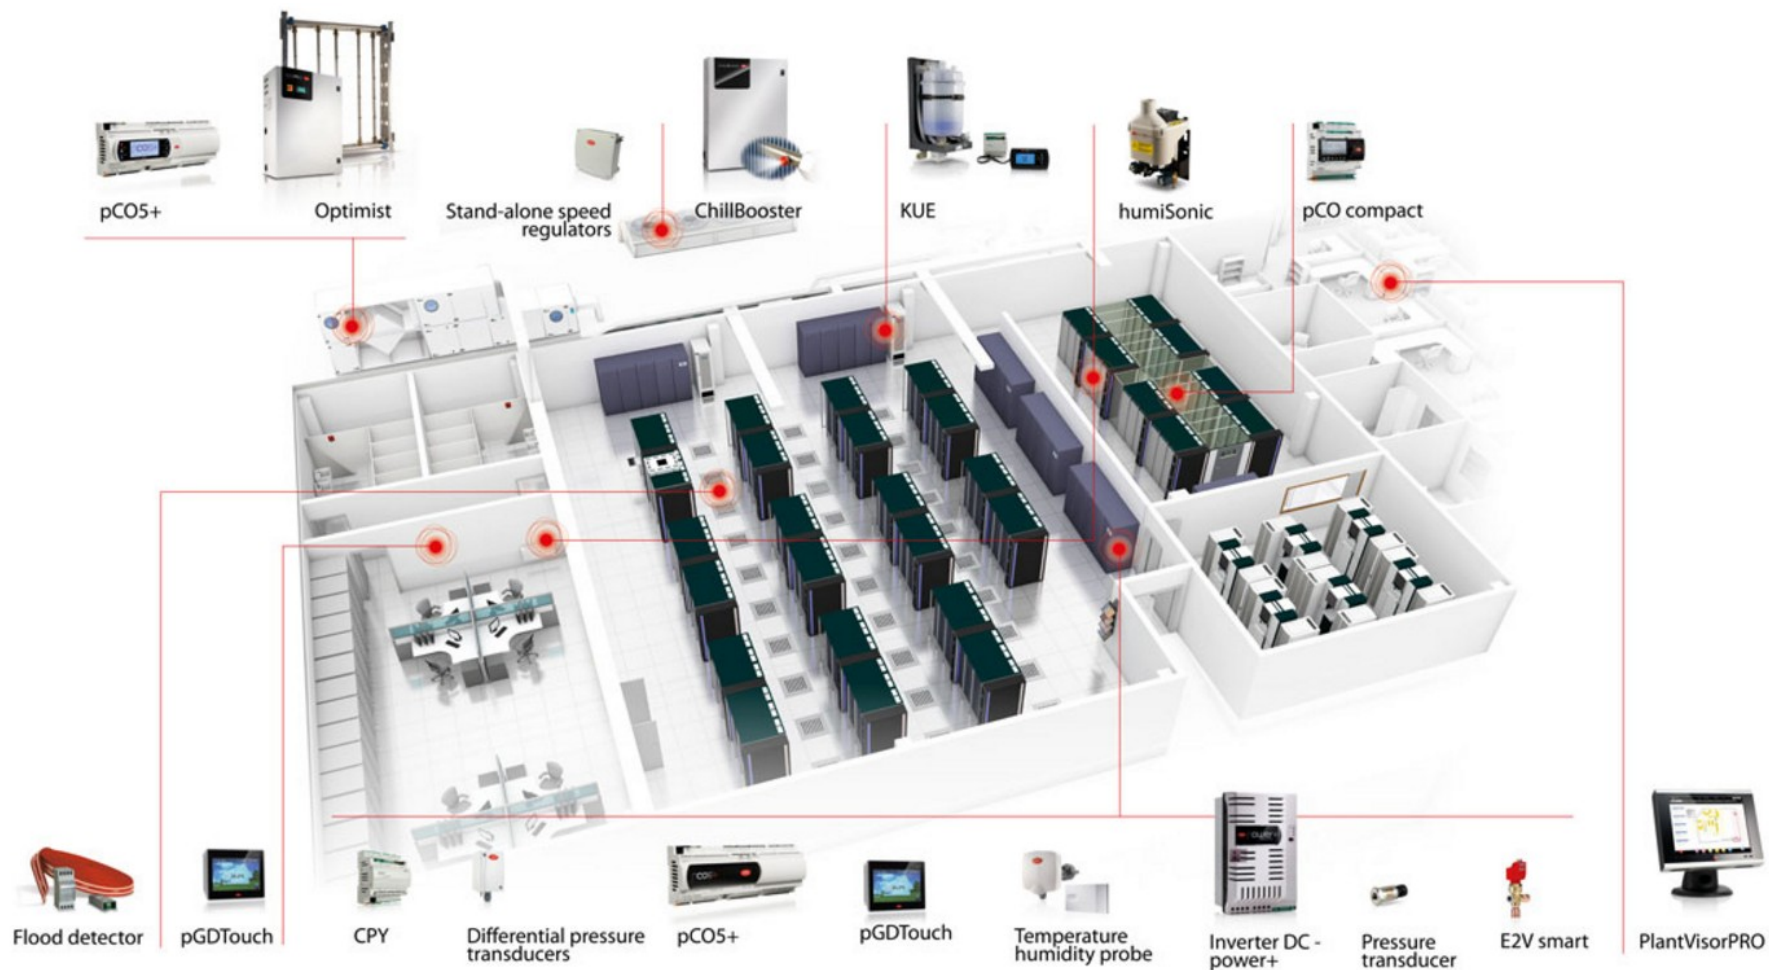 pCO5+
Optimist
Stand-alone speed
regulators
ChillBooster
KUE
humiSonic
pCO compact
Flood detector
pGDTouch
CPY
Differential pressure
transducers
pCO5+
pGDTouch
Temperature
humidity probe
Inverter DC -
power+
Pressure
transducer
E2V smart
PlantVisorPRO